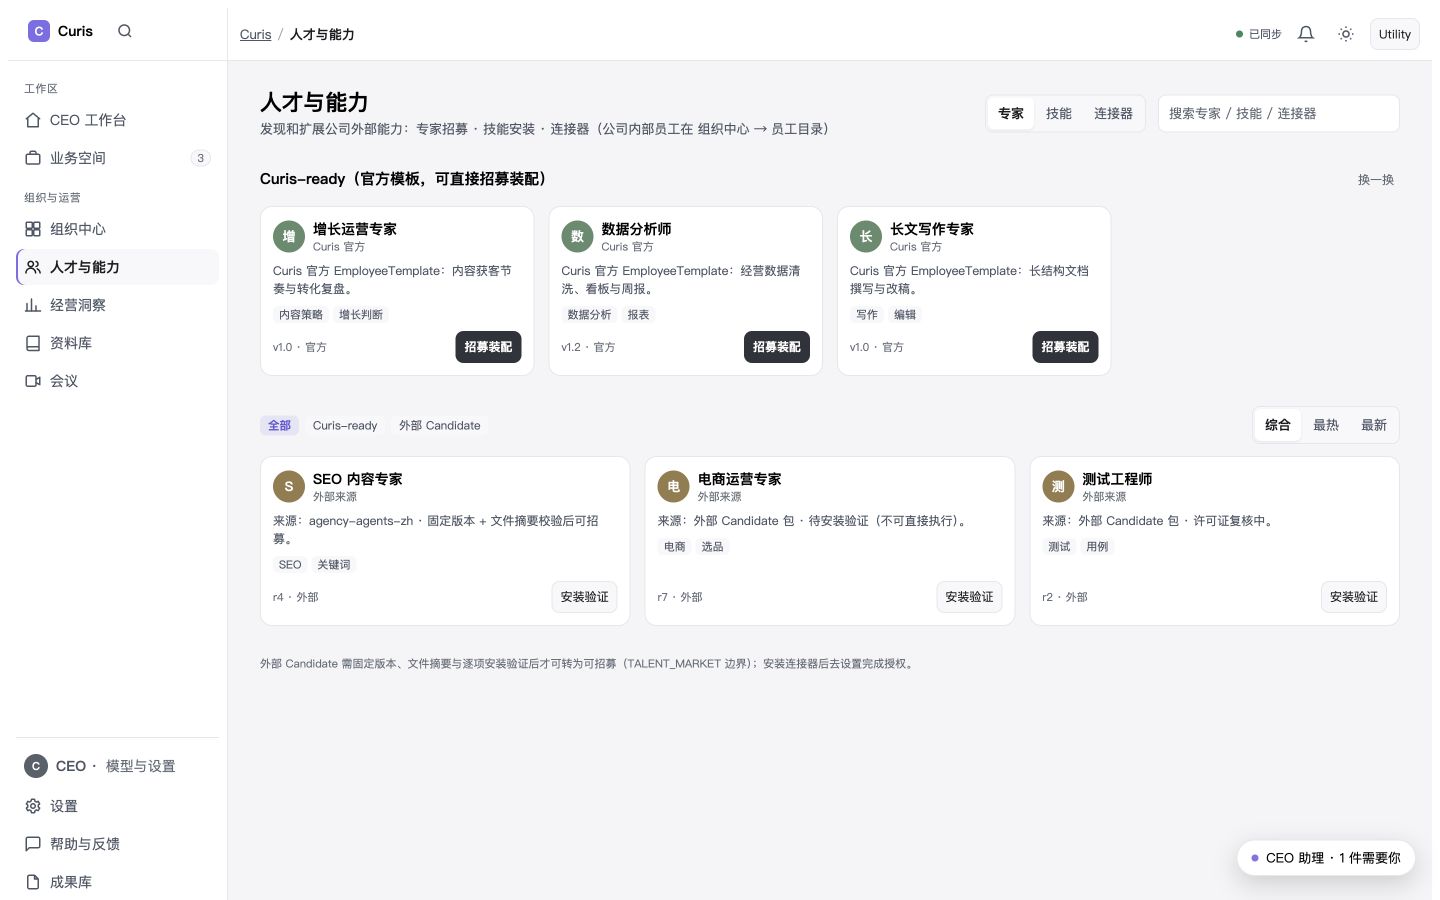 C Curis
工作区
CEO 工作台
业务空间 3
组织与运营
组织中心
人才与能力
经营洞察
资料库
会议
C CEO · 模型与设置
设置
帮助与反馈
成果库
Curis / 人才与能力
已同步
Utility
人才与能力
发现和扩展公司外部能力：专家招募 · 技能安装 · 连接器（公司内部员工在 组织中心 → 员工目录）
专家 技能 连接器
搜索专家 / 技能 / 连接器
Curis-ready（官方模板，可直接招募装配）
换一换
增 增长运营专家
Curis 官方
Curis 官方 EmployeeTemplate：内容获客节
奏与转化复盘。
内容策略 增长判断
v1.0 · 官方 招募装配
数 数据分析师
Curis 官方
Curis 官方 EmployeeTemplate：经营数据清
洗、看板与周报。
数据分析 报表
v1.2 · 官方 招募装配
长 长文写作专家
Curis 官方
Curis 官方 EmployeeTemplate：长结构文档
撰写与改稿。
写作 编辑
v1.0 · 官方 招募装配
全部 Curis-ready 外部 Candidate
综合 最热 最新
S SEO 内容专家
外部来源
来源：agency-agents-zh · 固定版本 + 文件摘要校验后可招
募。
SEO 关键词
r4 · 外部 安装验证
电 电商运营专家
外部来源
来源：外部 Candidate 包 · 待安装验证（不可直接执行）。
电商 选品
r7 · 外部 安装验证
测 测试工程师
外部来源
来源：外部 Candidate 包 · 许可证复核中。
测试 用例
r2 · 外部 安装验证
外部 Candidate 需固定版本、文件摘要与逐项安装验证后才可转为可招募（TALENT_MARKET 边界）；安装连接器后去设置完成授权。
CEO 助理 · 1 件需要你